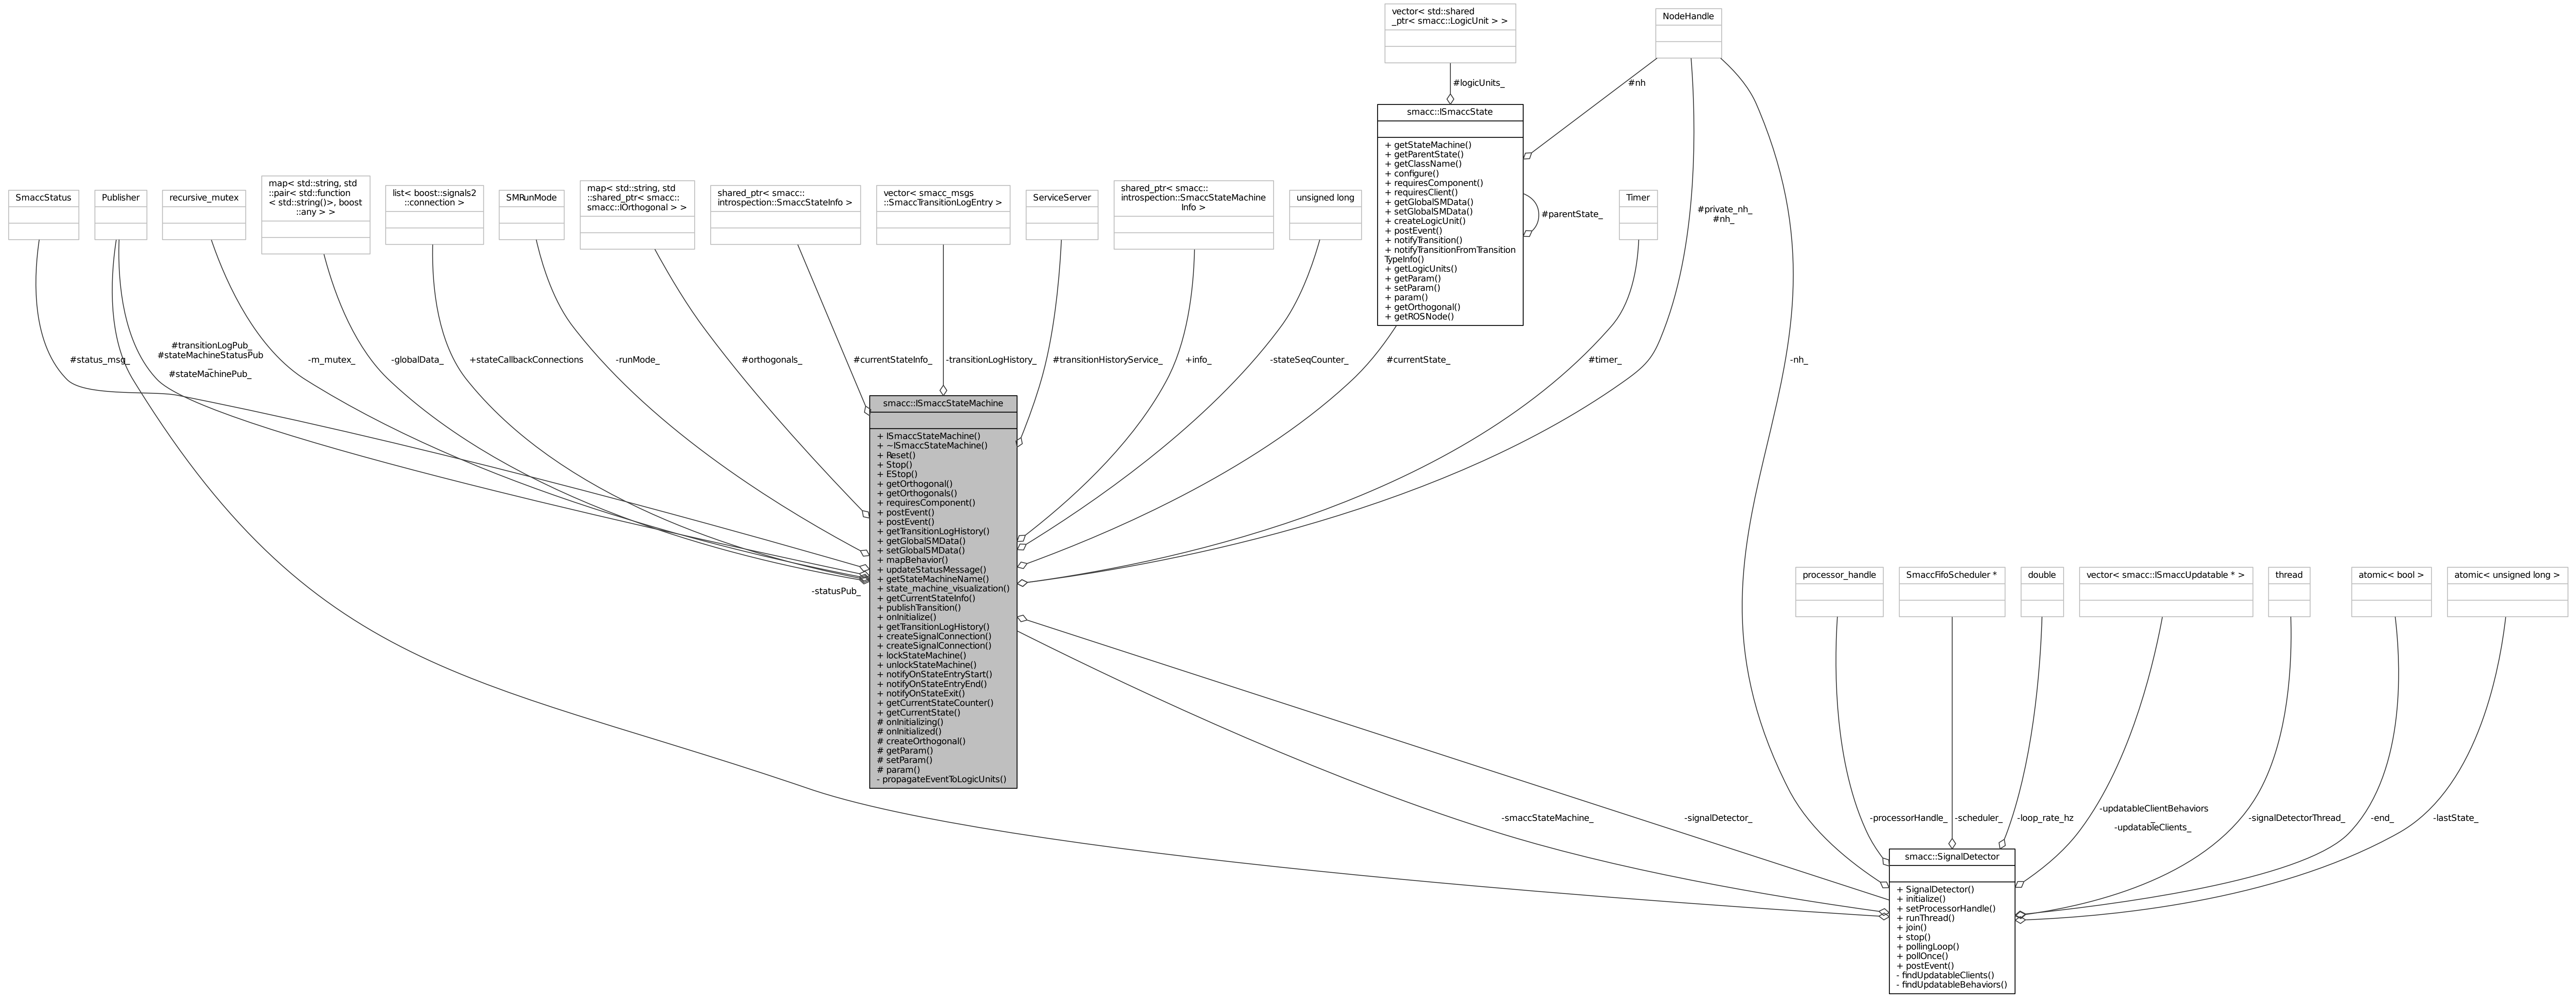 vector< std::shared
_ptr< smacc::LogicUnit > >
NodeHandle
#logicUnits_
#nh
smacc::ISmaccState
+ getStateMachine()
+ getParentState()
+ getClassName()
+ configure()
+ requiresComponent()
+ requiresClient()
+ getGlobalSMData()
+ setGlobalSMData()
+ createLogicUnit()
+ postEvent()
+ notifyTransition()
+ notifyTransitionFromTransition
TypeInfo()
+ getLogicUnits()
+ getParam()
+ setParam()
+ param()
+ getOrthogonal()
+ getROSNode()
#parentState_
#private_nh_
#nh_
SmaccStatus
Publisher
recursive_mutex
map< std::string, std
::pair< std::function
< std::string()>, boost
::any > >
list< boost::signals2
::connection >
SMRunMode
map< std::string, std
::shared_ptr< smacc::
smacc::IOrthogonal > >
shared_ptr< smacc::
introspection::SmaccStateInfo >
vector< smacc_msgs
::SmaccTransitionLogEntry >
ServiceServer
shared_ptr< smacc::
introspection::SmaccStateMachine
Info >
unsigned long
Timer
#status_msg_
#transitionLogPub_
#stateMachineStatusPub
_
#stateMachinePub_
-m_mutex_
-globalData_
+stateCallbackConnections
-runMode_
#orthogonals_
#currentStateInfo_
-transitionLogHistory_
#transitionHistoryService_
+info_
-stateSeqCounter_
#currentState_
#timer_
-nh_
smacc::ISmaccStateMachine
+ ISmaccStateMachine()
+ ~ISmaccStateMachine()
+ Reset()
+ Stop()
+ EStop()
+ getOrthogonal()
+ getOrthogonals()
+ requiresComponent()
+ postEvent()
+ postEvent()
+ getTransitionLogHistory()
+ getGlobalSMData()
+ setGlobalSMData()
+ mapBehavior()
+ updateStatusMessage()
+ getStateMachineName()
+ state_machine_visualization()
+ getCurrentStateInfo()
+ publishTransition()
+ onInitialize()
+ getTransitionLogHistory()
+ createSignalConnection()
+ createSignalConnection()
+ lockStateMachine()
+ unlockStateMachine()
+ notifyOnStateEntryStart()
+ notifyOnStateEntryEnd()
+ notifyOnStateExit()
+ getCurrentStateCounter()
+ getCurrentState()
# onInitializing()
# onInitialized()
# createOrthogonal()
# getParam()
# setParam()
# param()
- propagateEventToLogicUnits()
-statusPub_
processor_handle
SmaccFifoScheduler *
double
vector< smacc::ISmaccUpdatable * >
thread
atomic< bool >
atomic< unsigned long >
-smaccStateMachine_
-signalDetector_
-processorHandle_
-scheduler_
-loop_rate_hz
-updatableClientBehaviors
_
-updatableClients_
-signalDetectorThread_
-end_
-lastState_
smacc::SignalDetector
+ SignalDetector()
+ initialize()
+ setProcessorHandle()
+ runThread()
+ join()
+ stop()
+ pollingLoop()
+ pollOnce()
+ postEvent()
- findUpdatableClients()
- findUpdatableBehaviors()